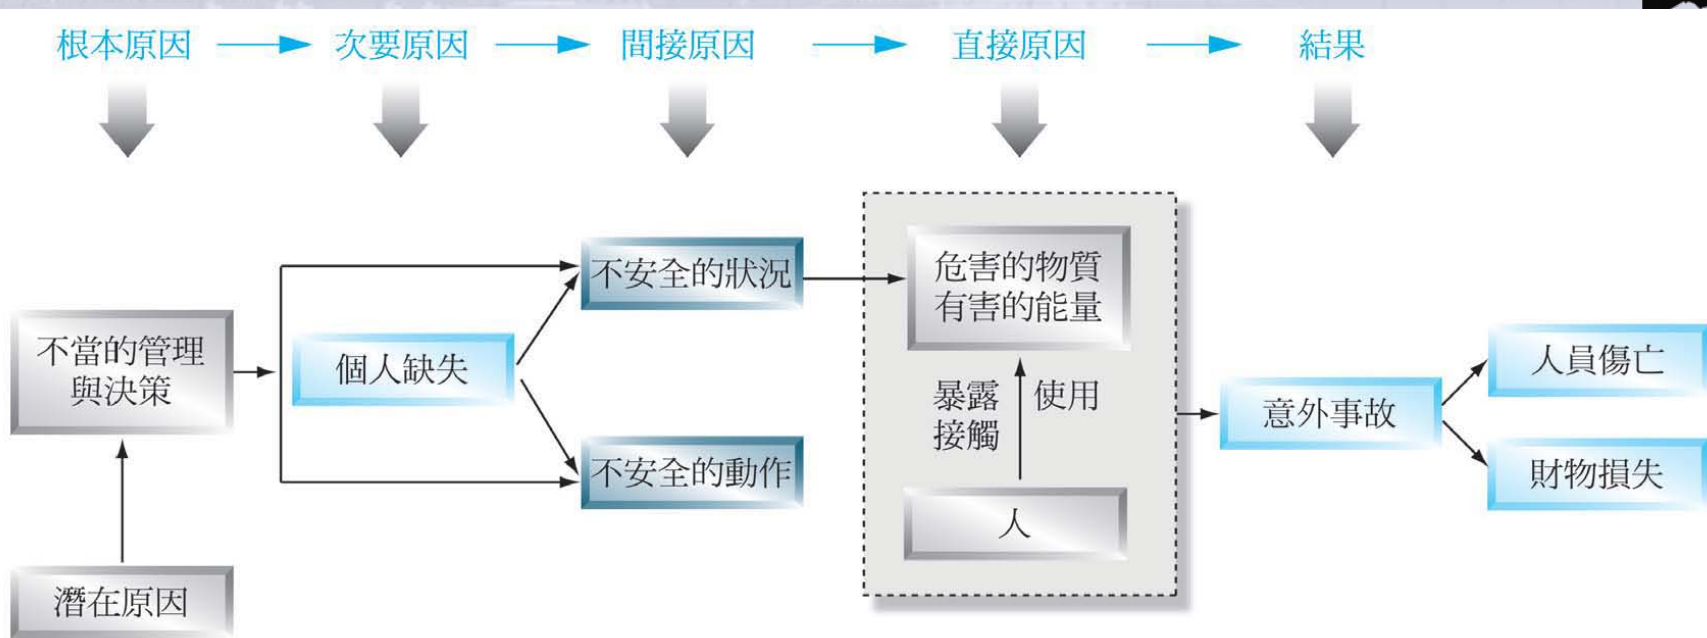 根本原因
次要原因
間接原因
直接原因
結果
不當的管理
與決策
潛在原因
個人缺失
不安全的狀況
不安全的動作
危害的物質
有害的能量
暴露
接觸
使用
人
意外事故
人員傷亡
財物損失